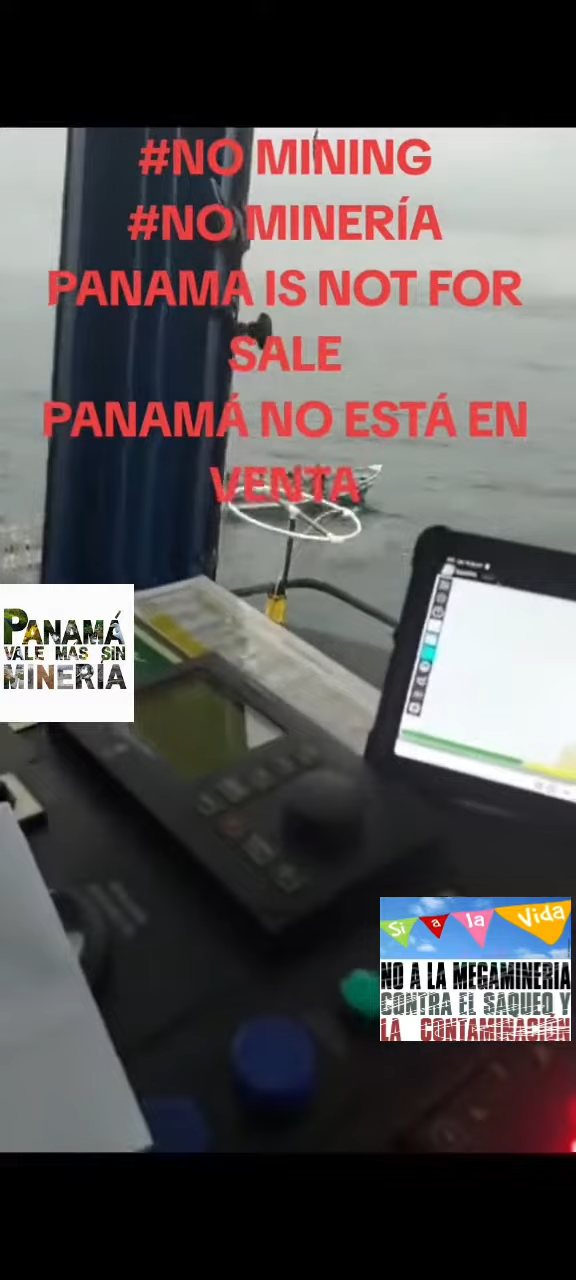 #NO MINING
#NO MINERÍA
PANAMA IS NOT FOR
SALE
PANAMÁ NO ESTÁ EN
VENTA
PANAMÁ
VALE MAS SIN
MINERÍA
Si a la Vida
NO A LA MEGAMINERIA
CONTRA EL SAQUEO Y
LA CONTAMINACIÓN